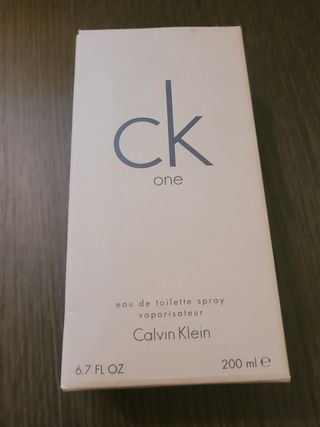 ck
one
eau de toilette spray
vaporisateur
Calvin Klein
6.7 FL OZ 200 ml ℮